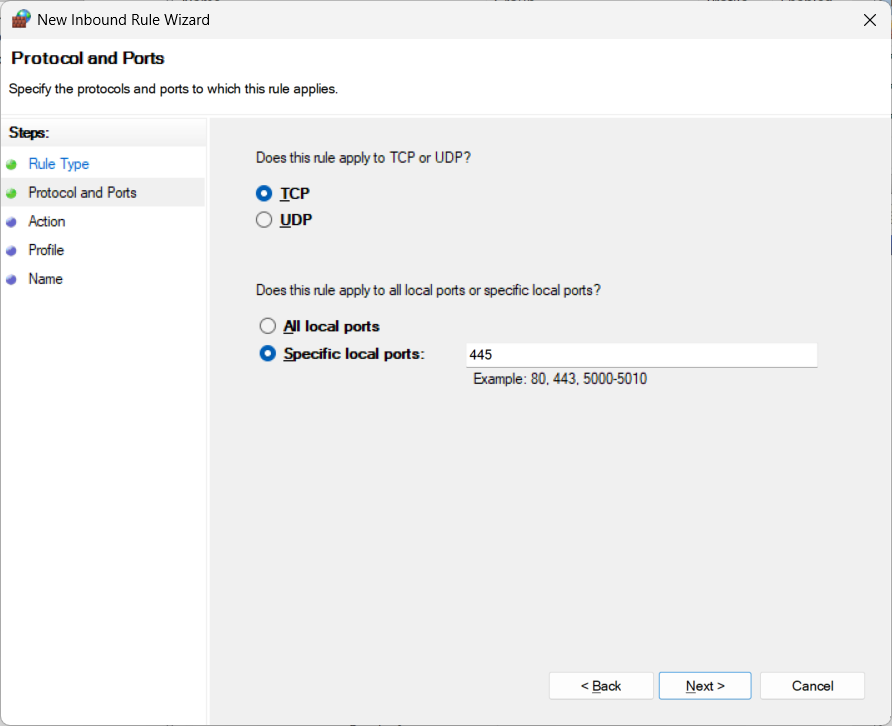 New Inbound Rule Wizard
Protocol and Ports
Specify the protocols and ports to which this rule applies.
Steps:
Rule Type
Protocol and Ports
Action
Profile
Name
Does this rule apply to TCP or UDP?
TCP
UDP
Does this rule apply to all local ports or specific local ports?
All local ports
Specific local ports: 445
Example: 80, 443, 5000-5010
< Back Next > Cancel